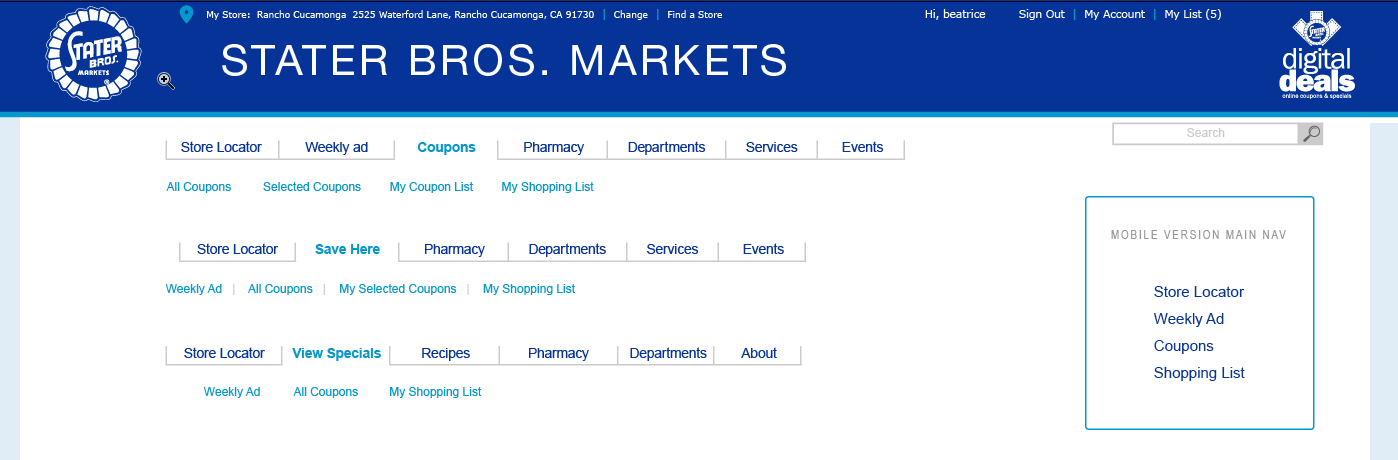 My Store: Rancho Cucamonga 2525 Waterford Lane, Rancho Cucamonga, CA 91730 | Change | Find a Store
Hi, beatrice Sign Out | My Account | My List (5)
STATER BROS. MARKETS ®
STATER BROS. MARKETS
digital deals
online coupons & specials
Search
Store Locator Weekly ad Coupons Pharmacy Departments Services Events
All Coupons Selected Coupons My Coupon List My Shopping List
Store Locator Save Here Pharmacy Departments Services Events
Weekly Ad | All Coupons | My Selected Coupons | My Shopping List
Store Locator View Specials Recipes Pharmacy Departments About
Weekly Ad All Coupons My Shopping List
MOBILE VERSION MAIN NAV
Store Locator
Weekly Ad
Coupons
Shopping List